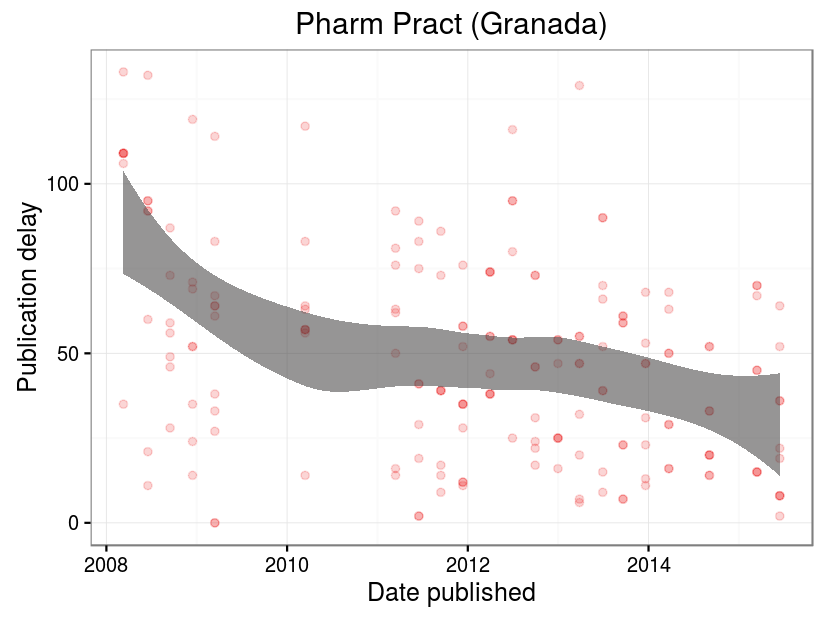 Pharm Pract (Granada)
Publication delay
100
50
0
2008 2010 2012 2014
Date published